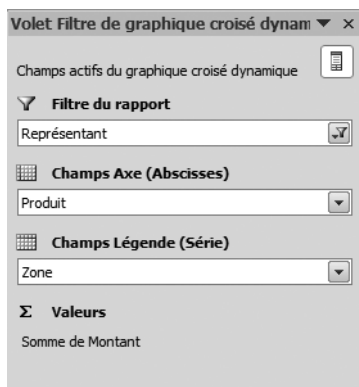 Volet Filtre de graphique croisé dynam
Champs actifs du graphique croisé dynamique
Filtre du rapport
Représentant
Champs Axe (Abscisses)
Produit
Champs Légende (Série)
Zone
Σ Valeurs
Somme de Montant